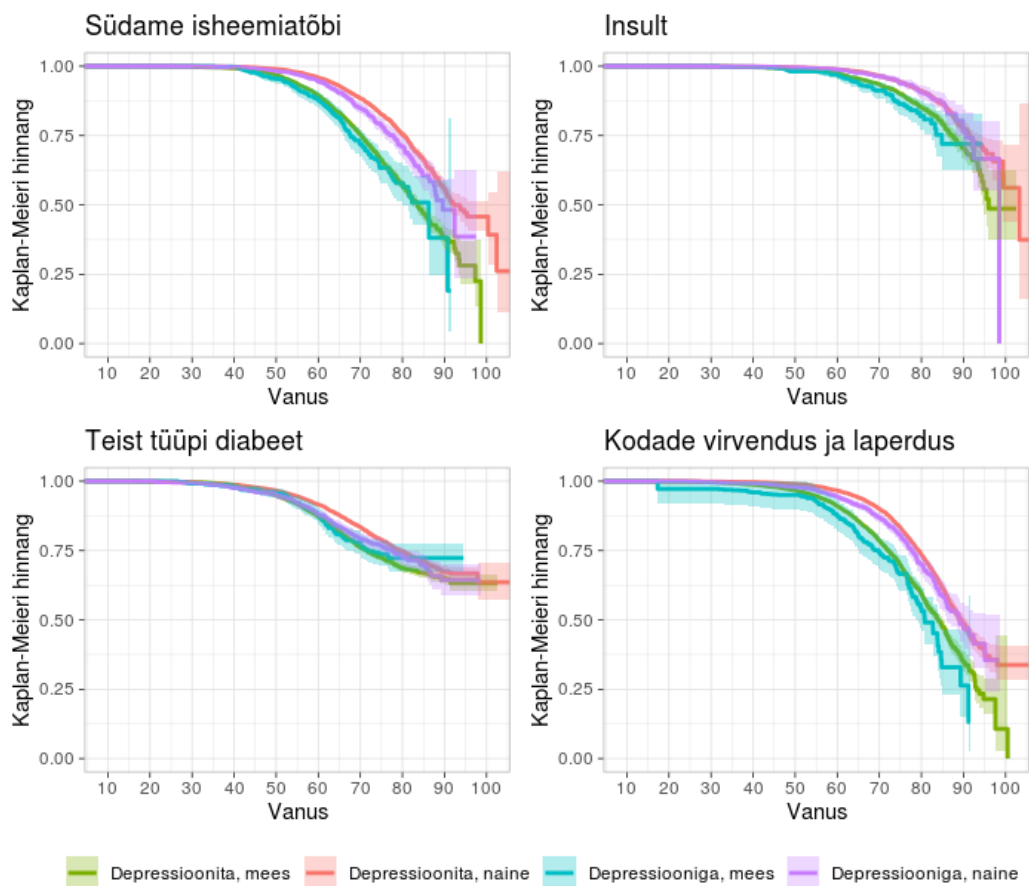 Südame isheemiatõbi
Insult
Kaplan-Meieri hinnang
1.00
0.75
0.50
0.25
0.00
10 20 30 40 50 60 70 80 90 100
Vanus
Kaplan-Meieri hinnang
1.00
0.75
0.50
0.25
0.00
10 20 30 40 50 60 70 80 90 100
Vanus
Teist tüüpi diabeet
Kodade virvendus ja laperdus
Kaplan-Meieri hinnang
1.00
0.75
0.50
0.25
0.00
10 20 30 40 50 60 70 80 90 100
Vanus
Kaplan-Meieri hinnang
1.00
0.75
0.50
0.25
0.00
10 20 30 40 50 60 70 80 90 100
Vanus
Depressioonita, mees Depressioonita, naine Depressiooniga, mees Depressiooniga, naine